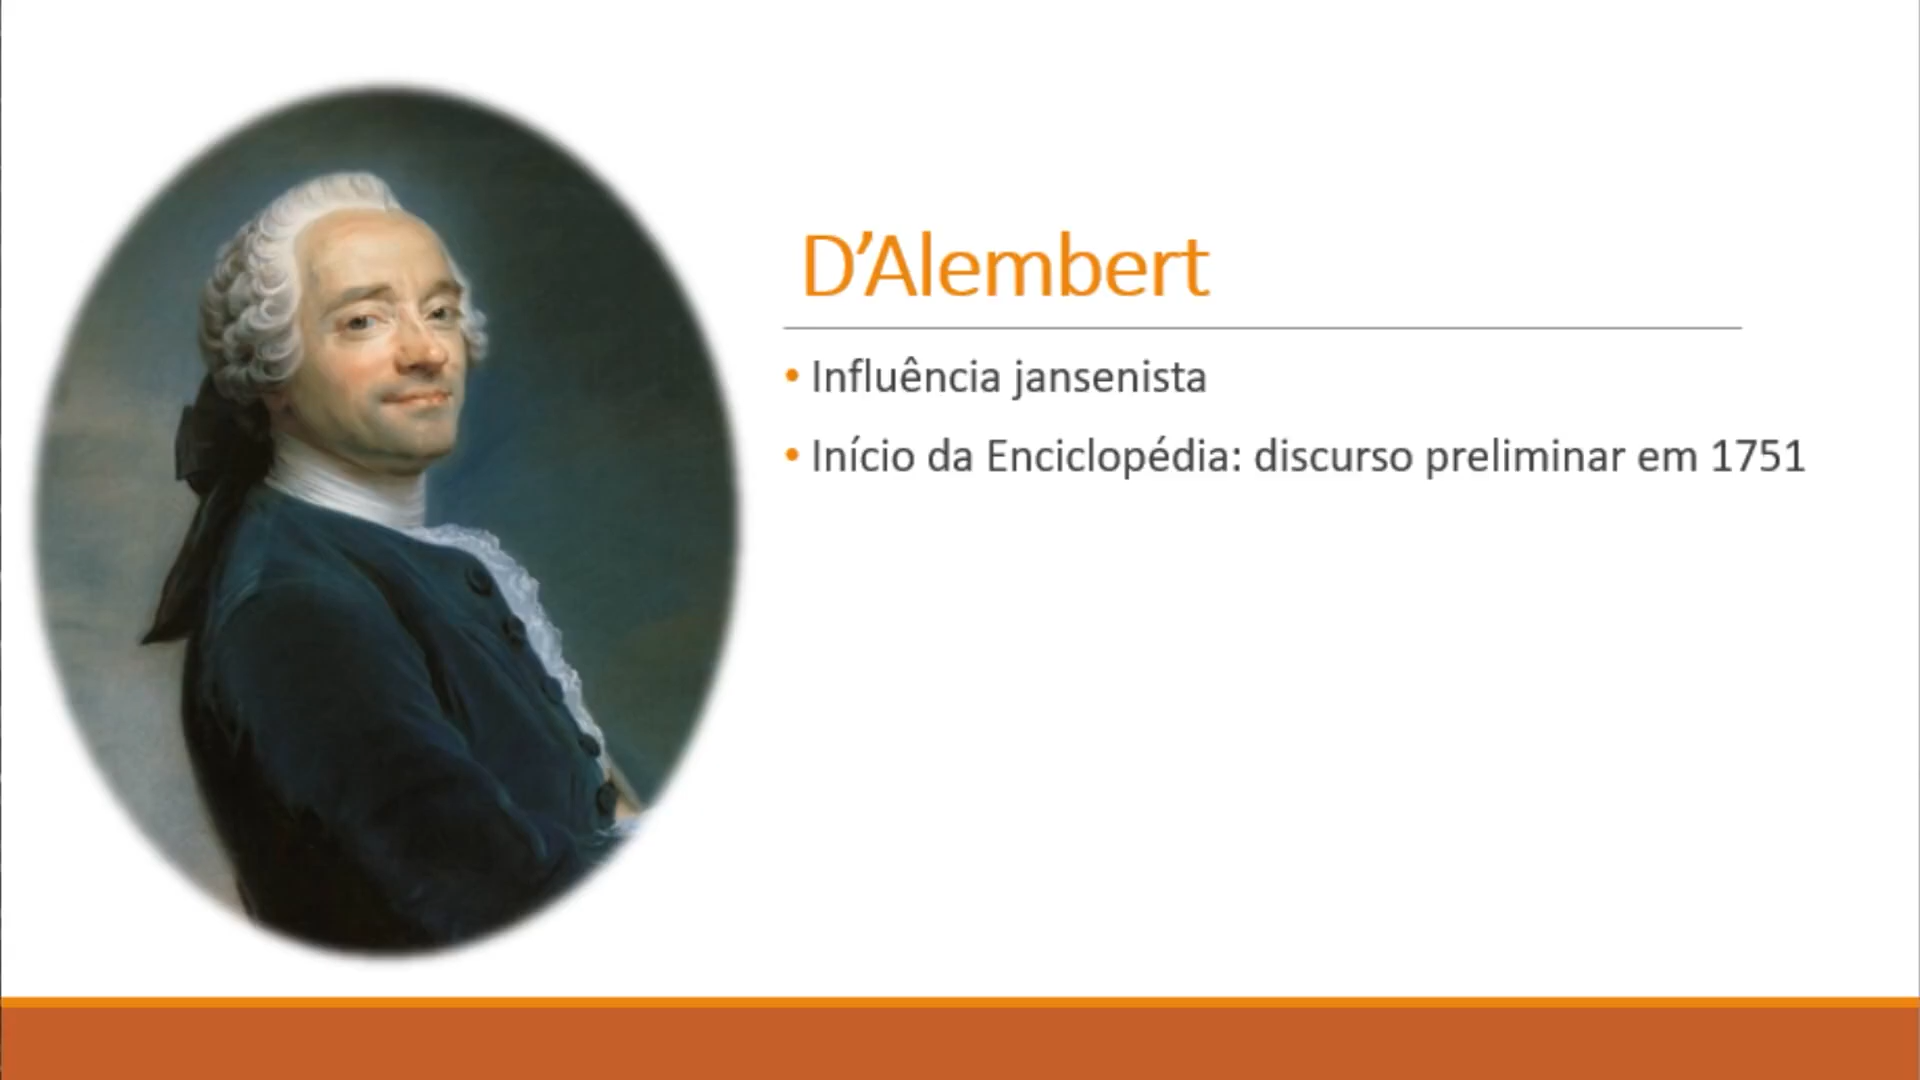 D’Alembert
• Influência jansenista
• Início da Enciclopédia: discurso preliminar em 1751